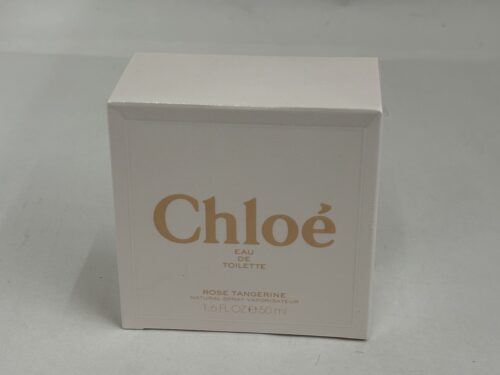 Chloé
EAU
DE
TOILETTE
ROSE TANGERINE
NATURAL SPRAY VAPORISATEUR
1.6 FL OZ ℮ 50 ml